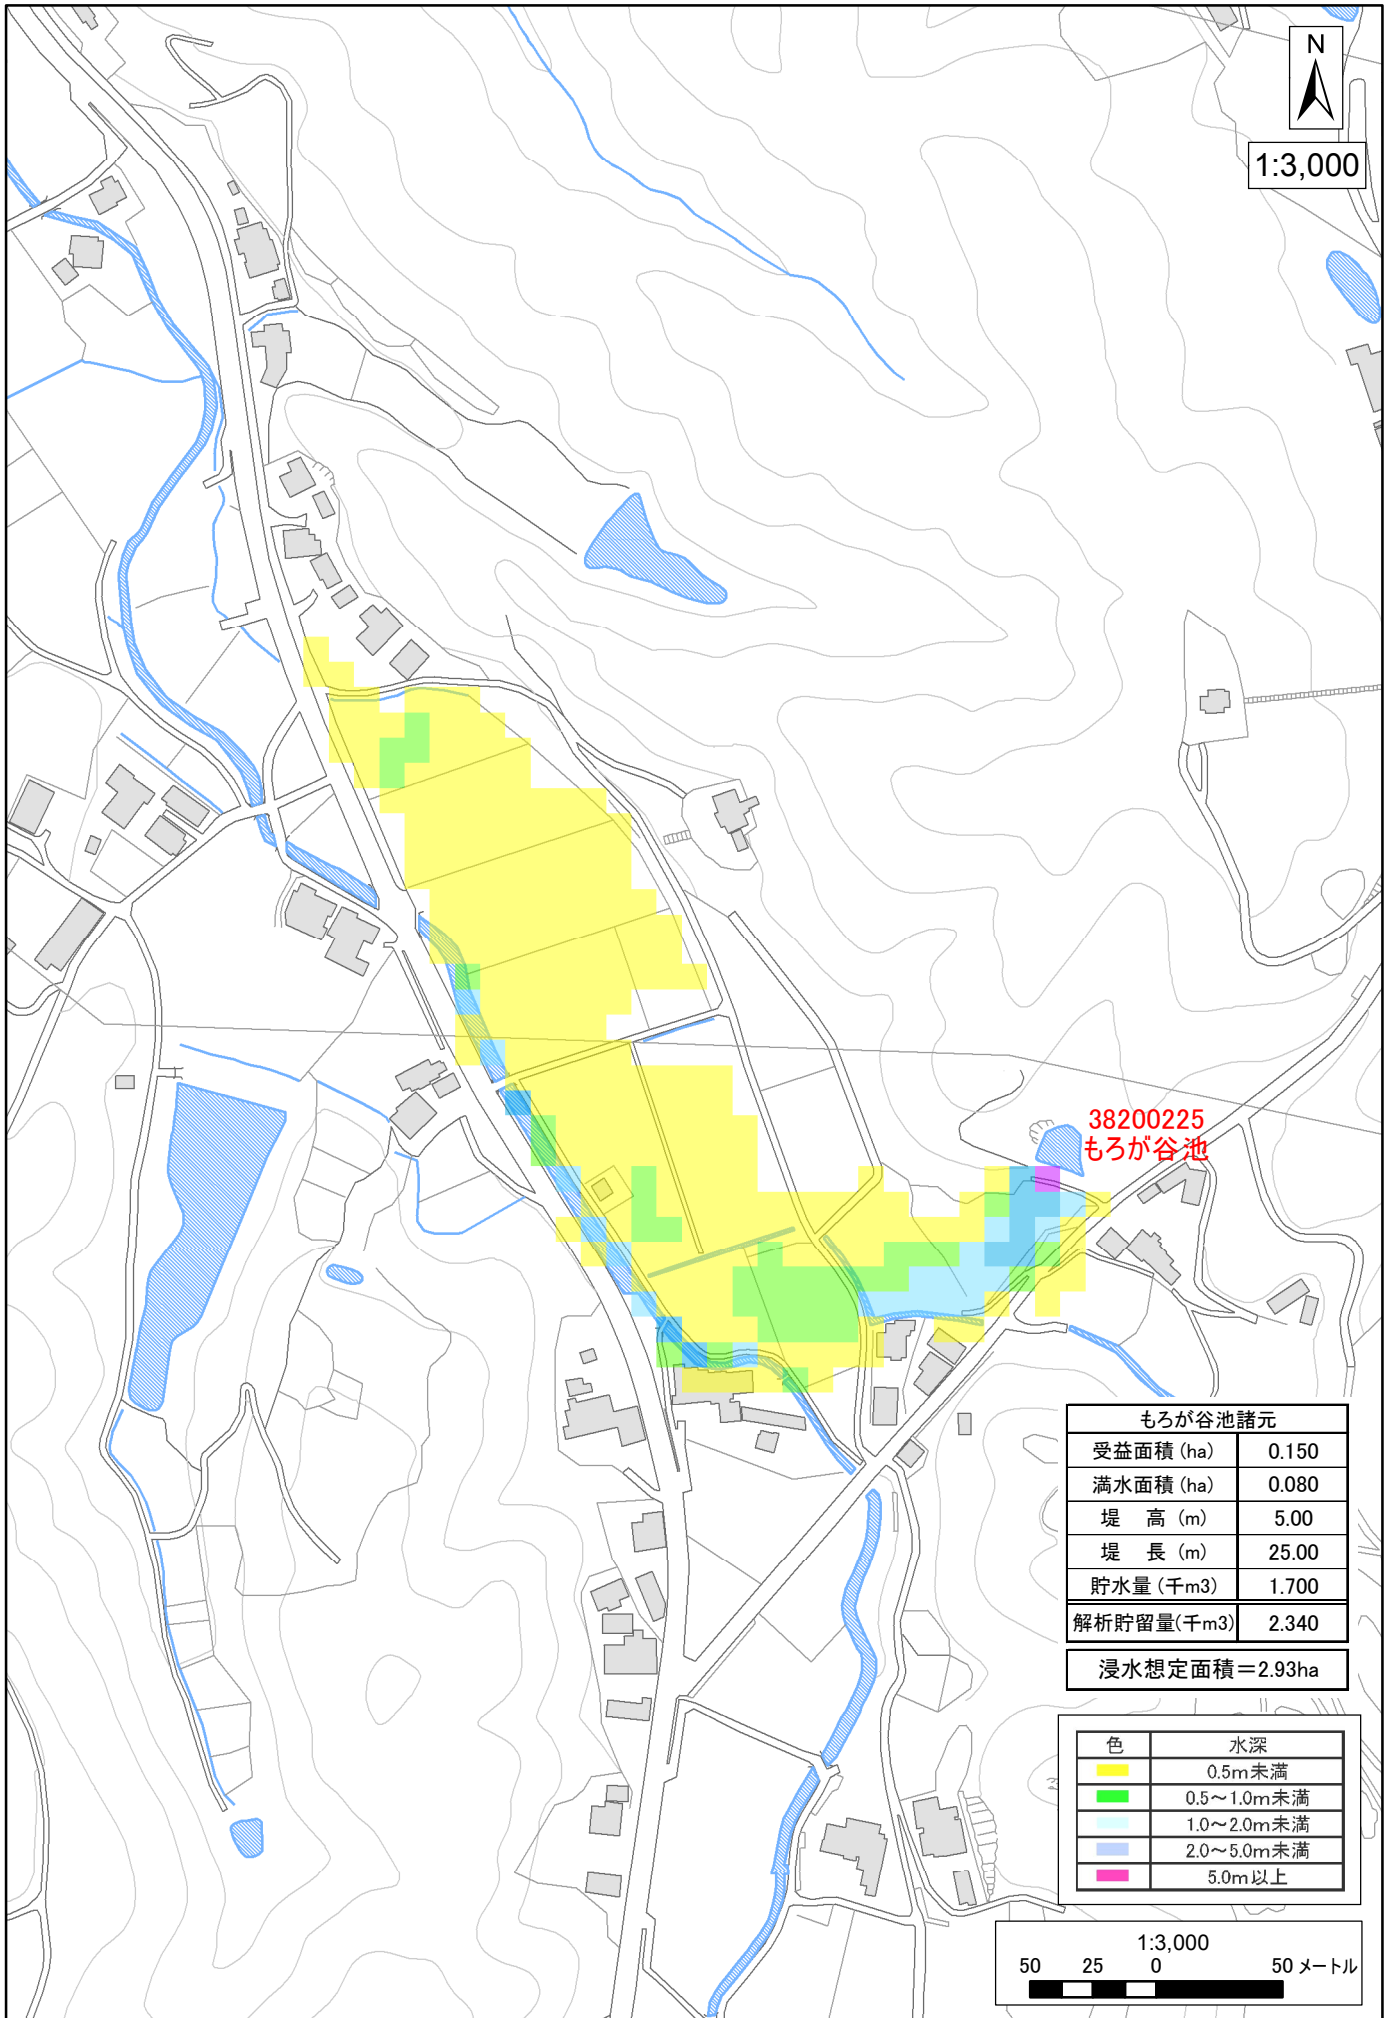 N
1:3,000
38200225
もろが谷池
もろが谷池諸元
受益面積 (ha) 0.150
満水面積 (ha) 0.080
堤 高 (m) 5.00
堤 長 (m) 25.00
貯水量 (千m3) 1.700
解析貯留量(千m3) 2.340
浸水想定面積＝2.93ha
色 水深
0.5m未満
0.5～1.0m未満
1.0～2.0m未満
2.0～5.0m未満
5.0m以上
1:3,000
50 25 0 50 メートル